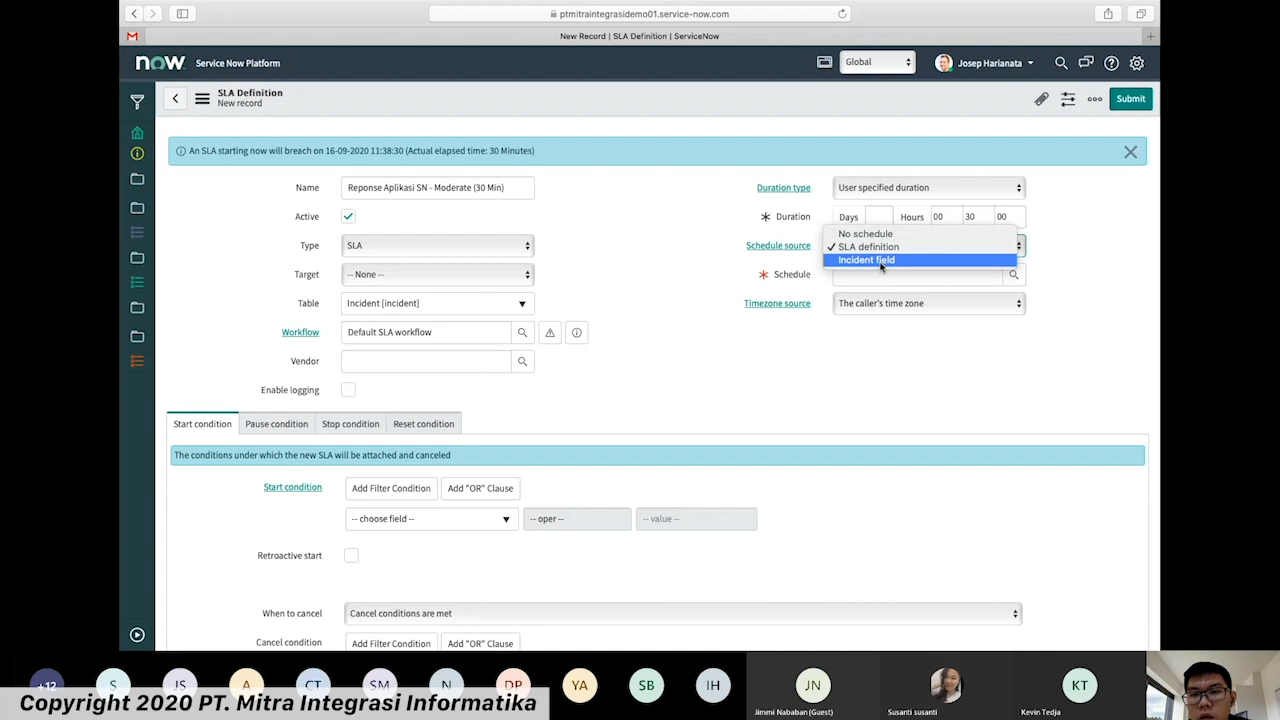 ptmitraintegrasidemo01.service-now.com
New Record | SLA Definition | ServiceNow
now Service Now Platform
Global
Josep Harianata
SLA Definition
New record
Submit
An SLA starting now will breach on 16-09-2020 11:38:30 (Actual elapsed time: 30 Minutes)
Name Reponse Aplikasi SN - Moderate (30 Min)
Duration type User specified duration
Active
Duration Days Hours 00 30 00
No schedule
Type SLA
Schedule source SLA definition
Incident field
Target -- None --
Schedule
Table Incident [incident]
Timezone source The caller's time zone
Workflow Default SLA workflow
Vendor
Enable logging
Start condition Pause condition Stop condition Reset condition
The conditions under which the new SLA will be attached and canceled
Start condition Add Filter Condition Add "OR" Clause
-- choose field -- -- oper -- -- value --
Retroactive start
When to cancel Cancel conditions are met
Cancel condition Add Filter Condition Add "OR" Clause
+12 S JS A CT SM N DP YA SB IH JN KT
Copyright 2020 PT. Mitra Integrasi Informatika
Jimmi Nababan (Guest) Susanti susanti Kevin Tedja